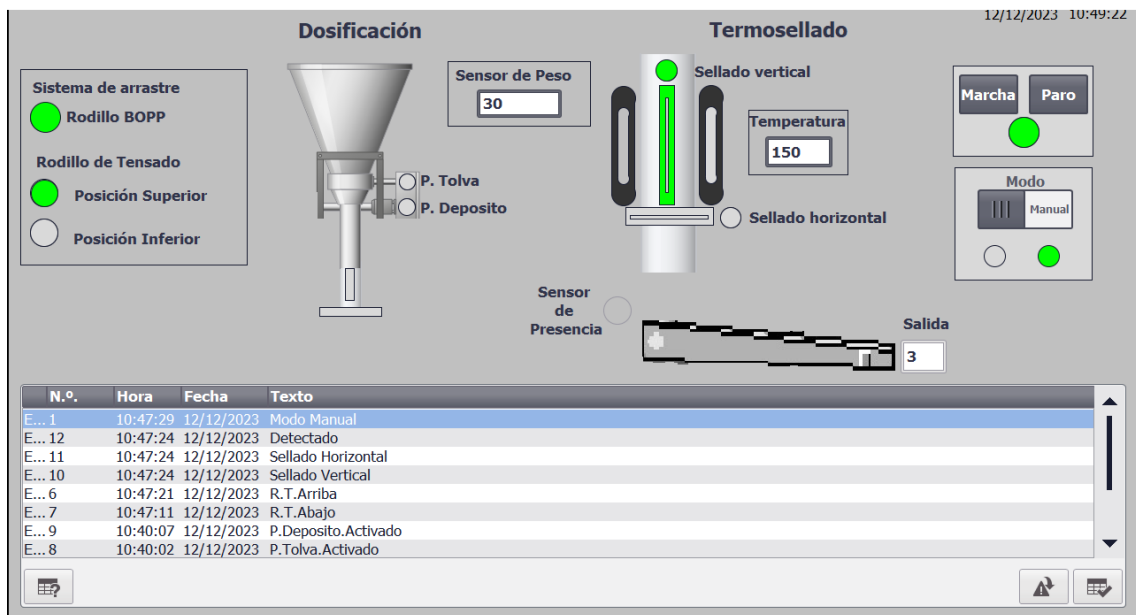 12/12/2023 10:49:22
Dosificación
Termosellado
Sistema de arrastre
Rodillo BOPP
Rodillo de Tensado
Posición Superior
Posición Inferior
Sensor de Peso
30
P. Tolva
P. Deposito
Sellado vertical
Temperatura
150
Sellado horizontal
Marcha Paro
Modo
Manual
Sensor
de
Presencia
Salida
3
N.º. Hora Fecha Texto
E... 1 10:47:29 12/12/2023 Modo Manual
E... 12 10:47:24 12/12/2023 Detectado
E... 11 10:47:24 12/12/2023 Sellado Horizontal
E... 10 10:47:24 12/12/2023 Sellado Vertical
E... 6 10:47:21 12/12/2023 R.T.Arriba
E... 7 10:47:11 12/12/2023 R.T.Abajo
E... 9 10:40:07 12/12/2023 P.Deposito.Activado
E... 8 10:40:02 12/12/2023 P.Tolva.Activado